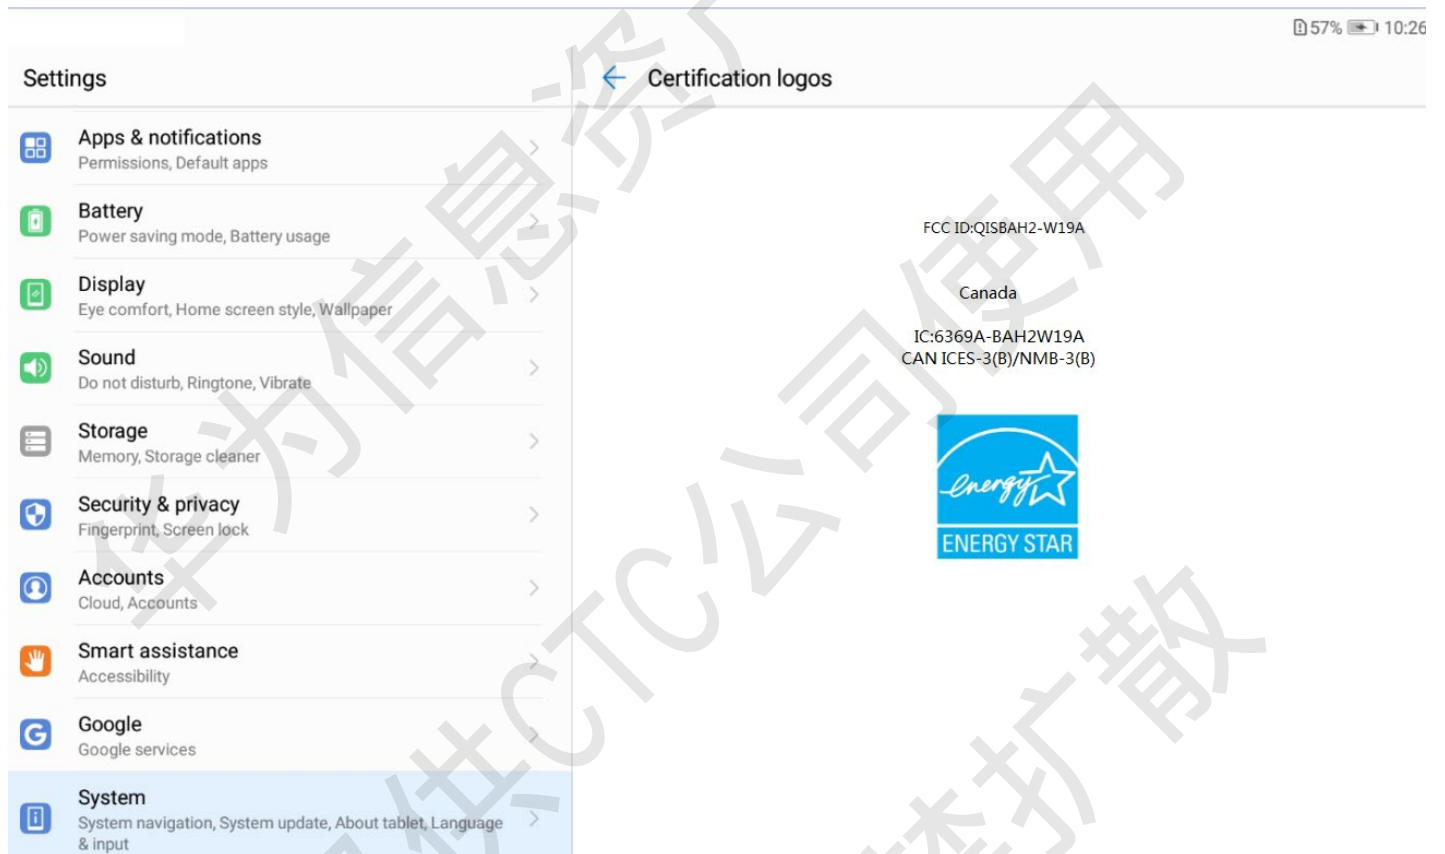 57% 10:26
Settings
Certification logos
Apps & notifications
Permissions, Default apps
Battery
Power saving mode, Battery usage
Display
Eye comfort, Home screen style, Wallpaper
Sound
Do not disturb, Ringtone, Vibrate
Storage
Memory, Storage cleaner
Security & privacy
Fingerprint, Screen lock
Accounts
Cloud, Accounts
Smart assistance
Accessibility
Google
Google services
System
System navigation, System update, About tablet, Language
& input
FCC ID:QISBAH2-W19A
Canada
IC:6369A-BAH2W19A
CAN ICES-3(B)/NMB-3(B)
energy
ENERGY STAR
华为信息资产
供CTC公司使用
扩散